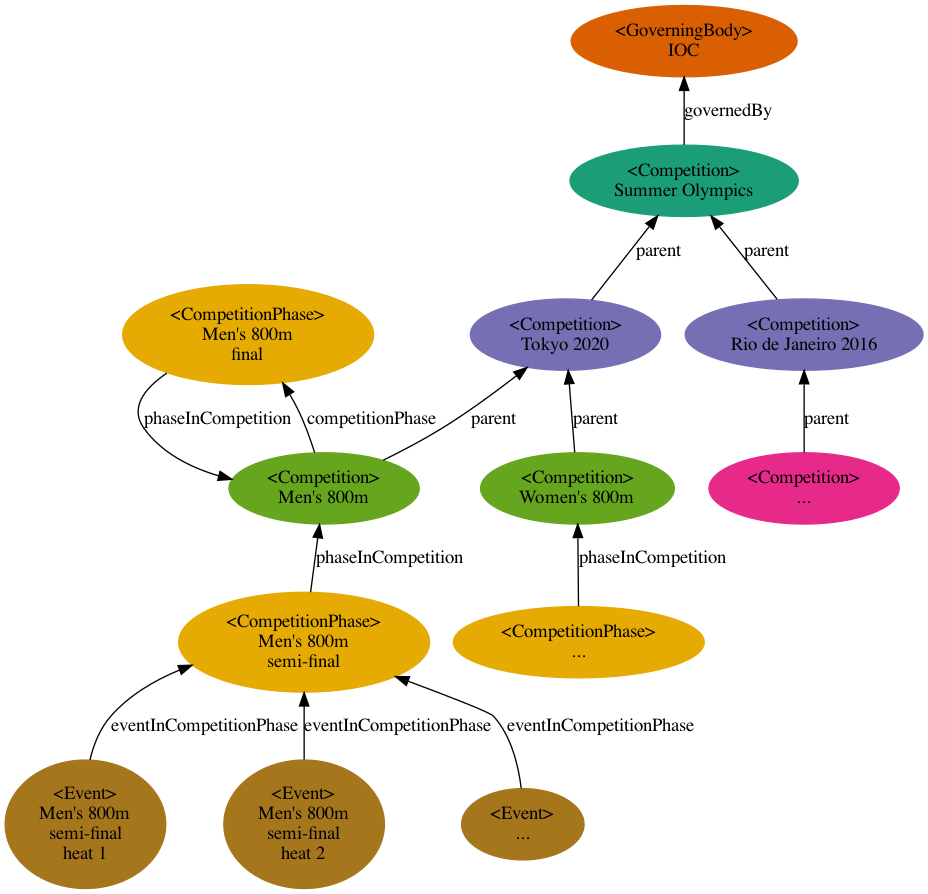 <GoverningBody>
IOC
governedBy
<Competition>
Summer Olympics
parent
parent
<CompetitionPhase>
Men's 800m
final
<Competition>
Tokyo 2020
<Competition>
Rio de Janeiro 2016
phaseInCompetition
competitionPhase
parent
parent
parent
<Competition>
Men's 800m
<Competition>
Women's 800m
<Competition>
...
phaseInCompetition
phaseInCompetition
<CompetitionPhase>
Men's 800m
semi-final
<CompetitionPhase>
...
eventInCompetitionPhase
eventInCompetitionPhase
eventInCompetitionPhase
<Event>
Men's 800m
semi-final
heat 1
<Event>
Men's 800m
semi-final
heat 2
<Event>
...